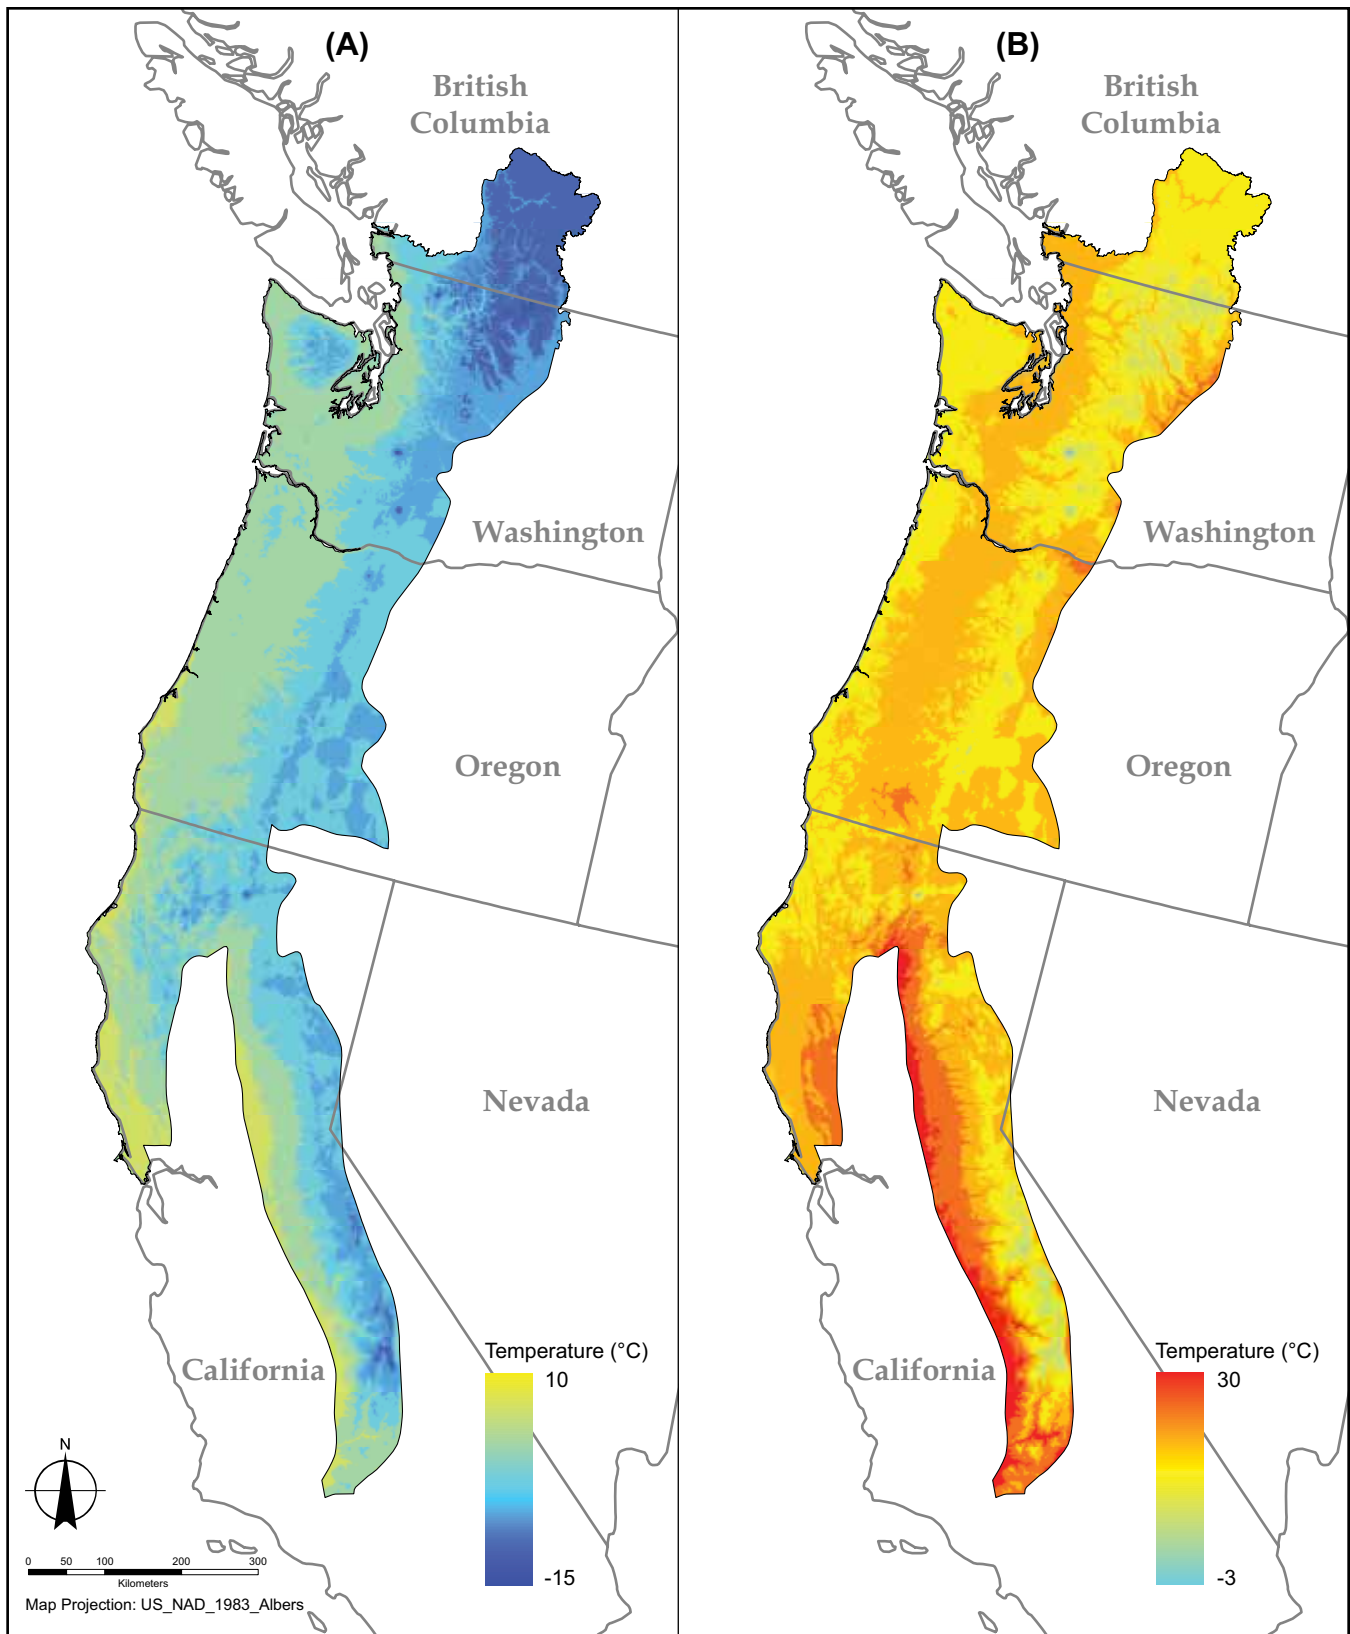 (A)
British
Columbia
Washington
Oregon
Nevada
California
Temperature (°C)
10
-15
N
0 50 100 200 300
Kilometers
Map Projection: US_NAD_1983_Albers
(B)
British
Columbia
Washington
Oregon
Nevada
California
Temperature (°C)
30
-3